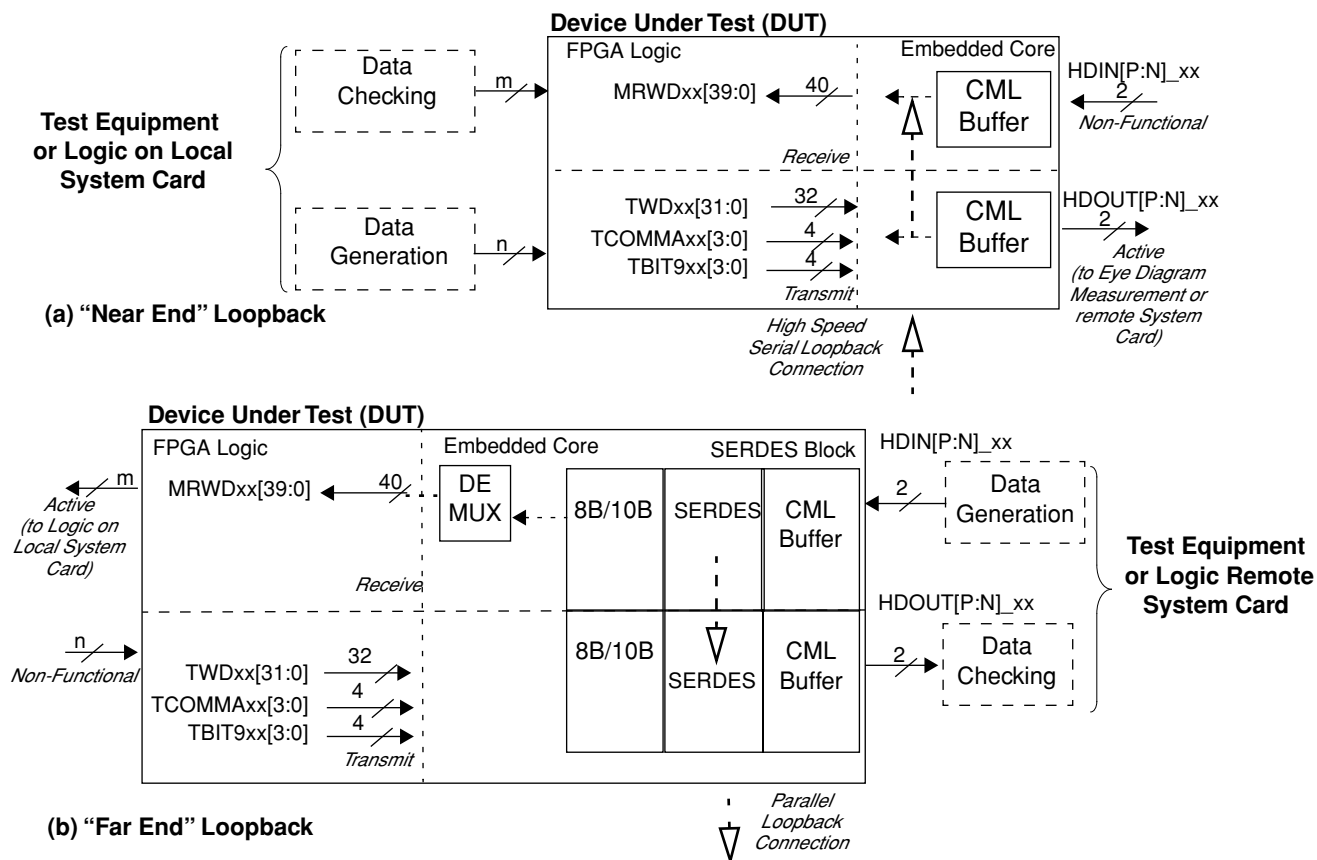 Device Under Test (DUT)
FPGA Logic
Embedded Core
Data
Checking
m
MRWDxx[39:0]
40
CML
Buffer
HDIN[P:N]_xx
2
Non-Functional
Test Equipment
or Logic on Local
System Card
Receive
Data
Generation
n
TWDxx[31:0]
32
TCOMMAxx[3:0]
4
TBIT9xx[3:0]
4
Transmit
CML
Buffer
HDOUT[P:N]_xx
2
Active
(to Eye Diagram
Measurement or
remote System
Card)
(a) “Near End” Loopback
High Speed
Serial Loopback
Connection
Device Under Test (DUT)
FPGA Logic
Embedded Core
SERDES Block
m
Active
(to Logic on
Local System
Card)
MRWDxx[39:0]
40
DE
MUX
8B/10B
SERDES
CML
Buffer
HDIN[P:N]_xx
2
Data
Generation
Receive
Test Equipment
or Logic Remote
System Card
n
Non-Functional
TWDxx[31:0]
32
TCOMMAxx[3:0]
4
TBIT9xx[3:0]
4
Transmit
8B/10B
SERDES
CML
Buffer
HDOUT[P:N]_xx
2
Data
Checking
(b) “Far End” Loopback
Parallel
Loopback
Connection